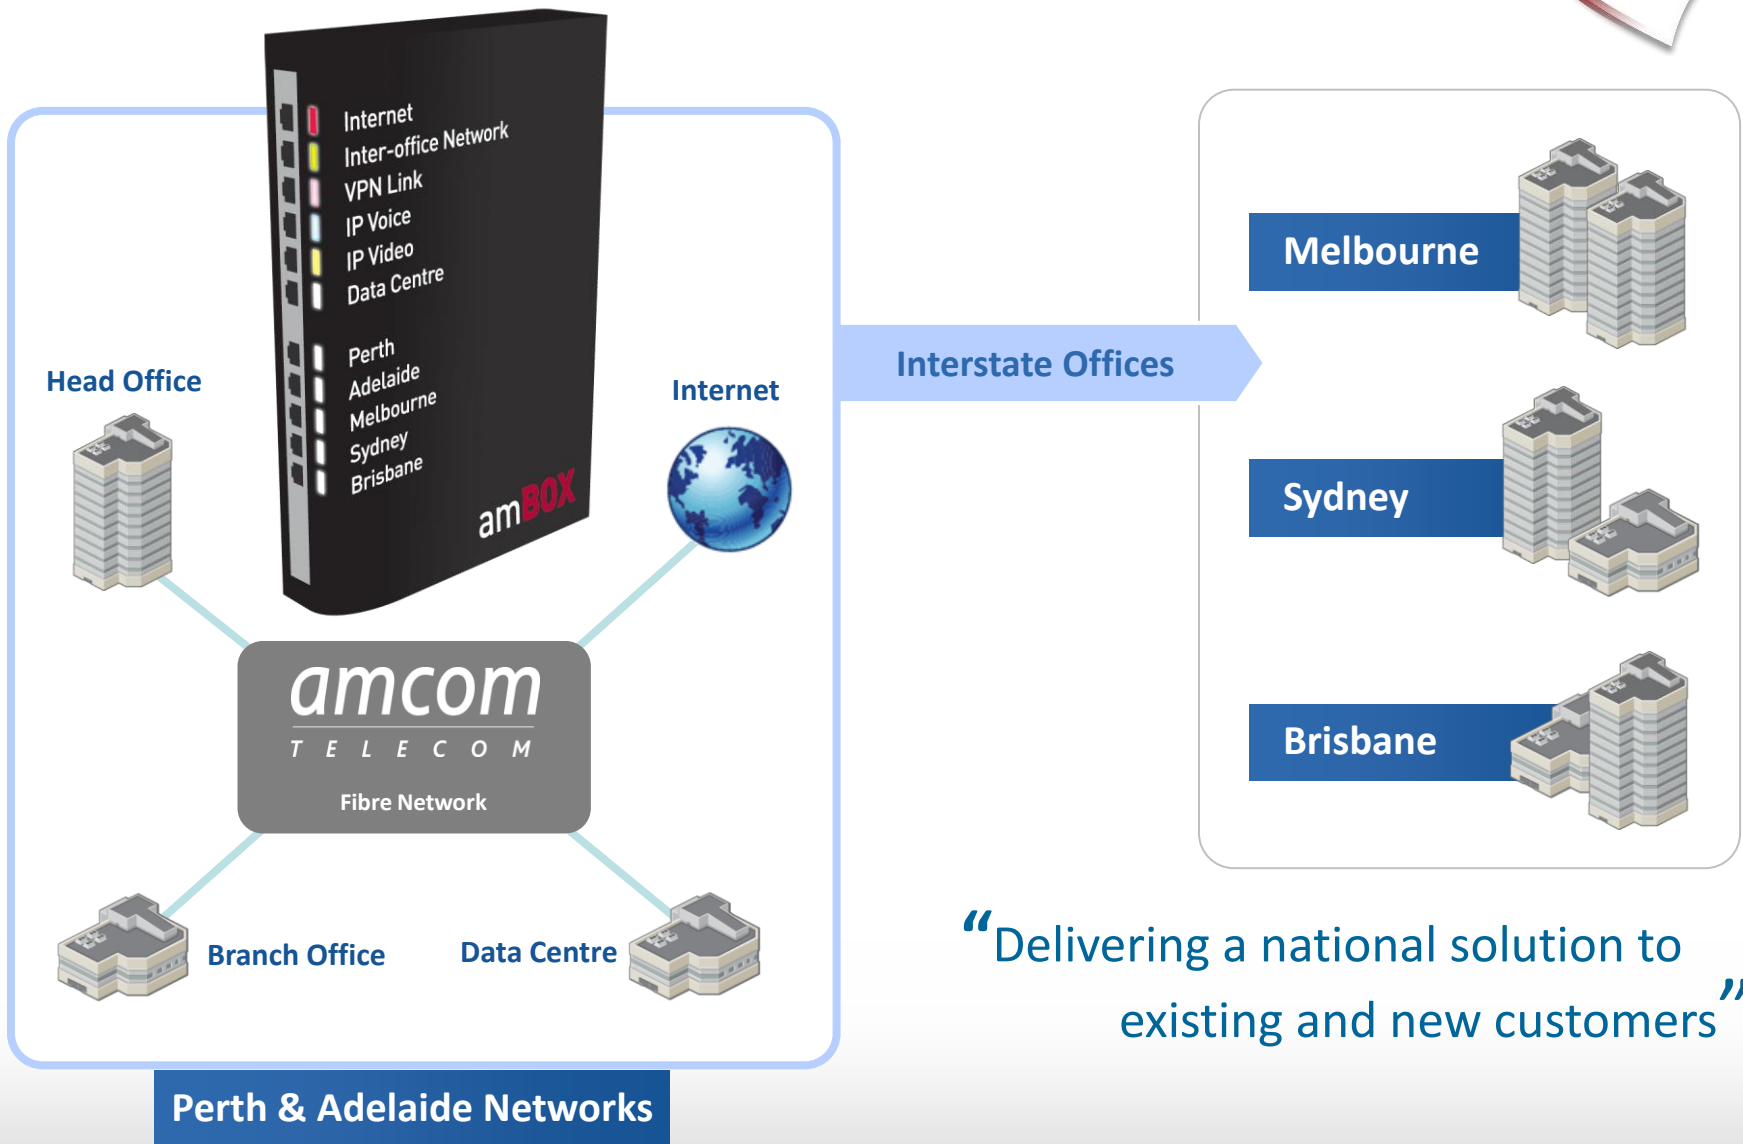 Internet
Inter-office Network
VPN Link
IP Voice
IP Video
Data Centre
Perth
Adelaide
Melbourne
Sydney
Brisbane
amBOX
Head Office
Internet
amcom
TELECOM
Fibre Network
Branch Office
Data Centre
Perth & Adelaide Networks
Interstate Offices
Melbourne
Sydney
Brisbane
“Delivering a national solution to
existing and new customers”